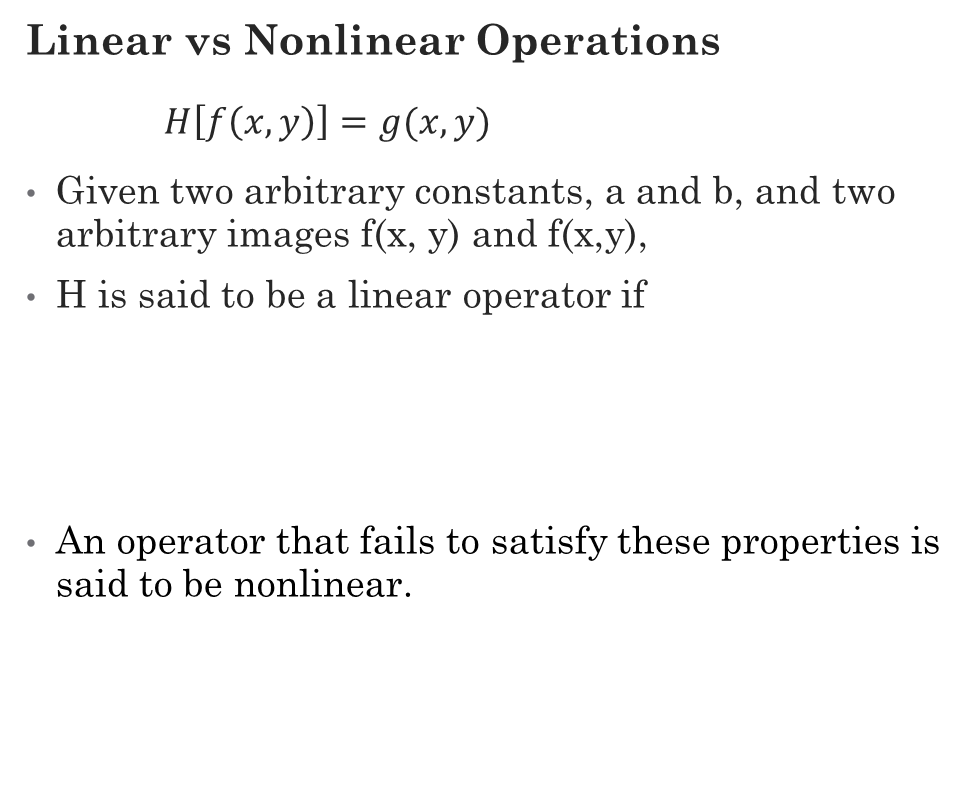 Linear vs Nonlinear Operations
H[f(x,y)] = g(x,y)
• Given two arbitrary constants, a and b, and two
arbitrary images f(x, y) and f(x,y),
• H is said to be a linear operator if
• An operator that fails to satisfy these properties is
said to be nonlinear.